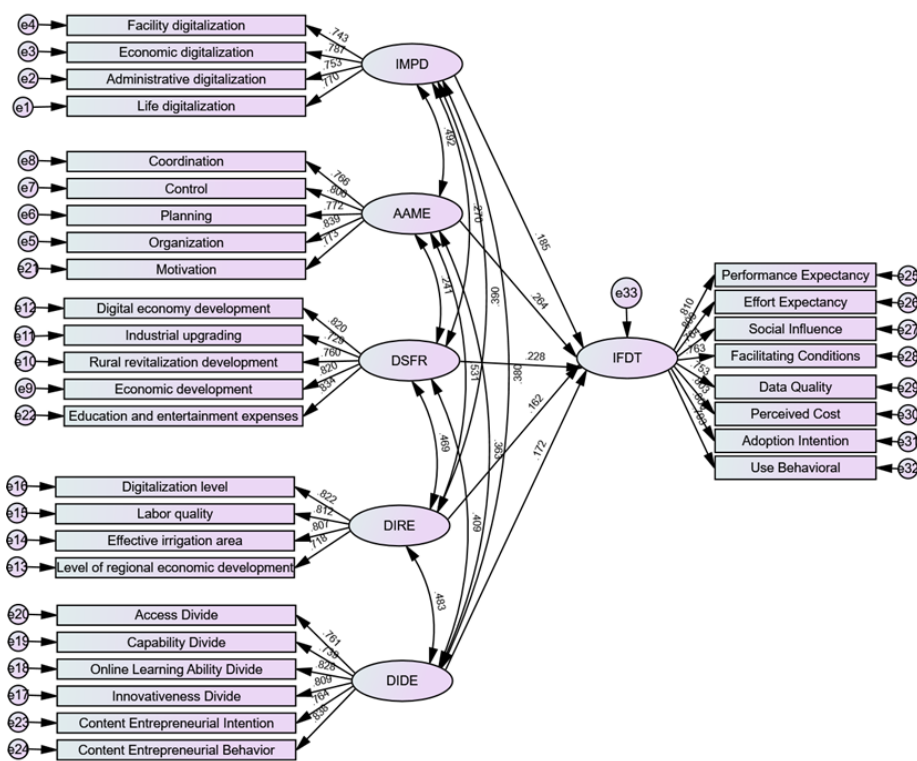 e4 Facility digitalization .743
e3 Economic digitalization .787
e2 Administrative digitalization .753
e1 Life digitalization .770
IMPD
e8 Coordination .766
e7 Control
e6 Planning .772
e5 Organization .839
e21 Motivation .773
AAME
e12 Digital economy development .820
e11 Industrial upgrading .729
e10 Rural revitalization development .760
e9 Economic development .820
e22 Education and entertainment expenses .834
DSFR
e16 Digitalization level .822
e15 Labor quality .812
e14 Effective irrigation area .807
e13 Level of regional economic development .718
DIRE
e20 Access Divide .761
e19 Capability Divide .739
e18 Online Learning Ability Divide .828
e17 Innovativeness Divide .809
e23 Content Entrepreneurial Intention .764
e24 Content Entrepreneurial Behavior .838
DIDE
.492
.270
.390
.380
.241
.531
.363
.469
.409
.483
.185
.264
.228
.162
.172
e33
IFDT
.810 Performance Expectancy e25
Effort Expectancy e26
Social Influence e27
.763 Facilitating Conditions e28
.753 Data Quality e29
Perceived Cost e30
Adoption Intention e31
Use Behavioral e32